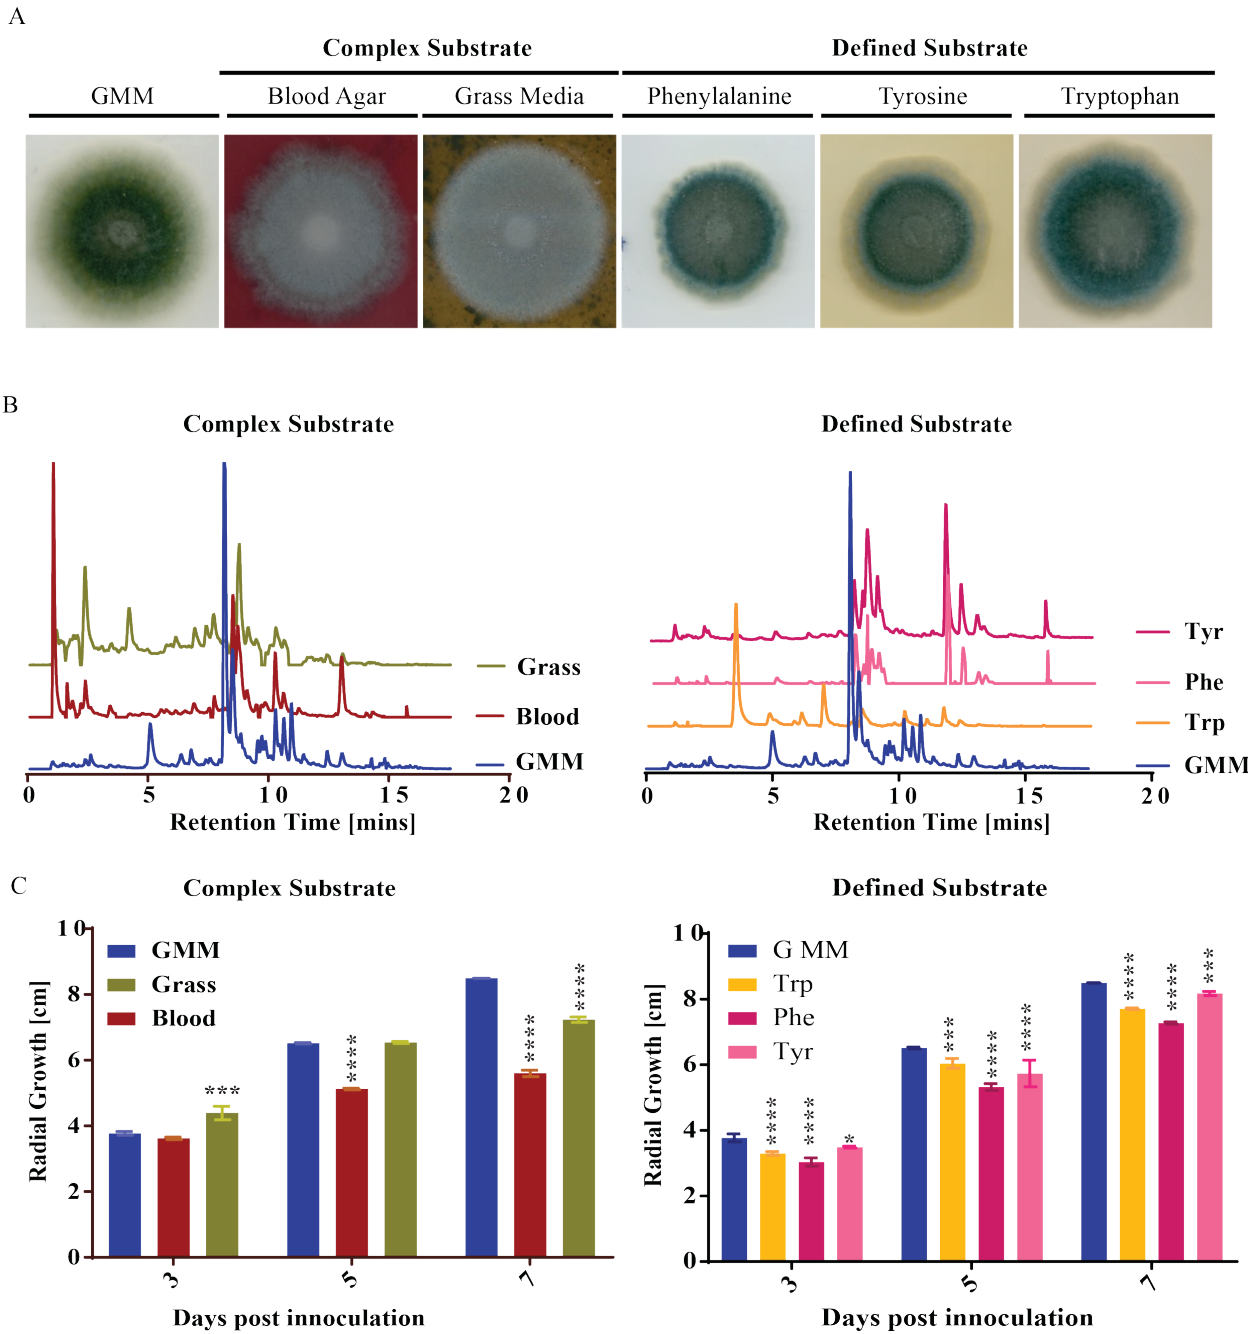 A
Complex Substrate
Defined Substrate
GMM
Blood Agar
Grass Media
Phenylalanine
Tyrosine
Tryptophan
B
Complex Substrate
Defined Substrate
Grass
Blood
GMM
Tyr
Phe
Trp
GMM
0 5 10 15 20
Retention Time [mins]
0 5 10 15 20
Retention Time [mins]
C
Complex Substrate
Defined Substrate
GMM
Grass
Blood
10
8
6
4
2
0
Radial Growth [cm]
***
****
****
****
3 5 7
Days post innoculation
G MM
Trp
Phe
Tyr
10
8
6
4
2
0
Radial Growth [cm]
****
****
*
***
****
****
****
****
***
3 5 7
Days post innoculation